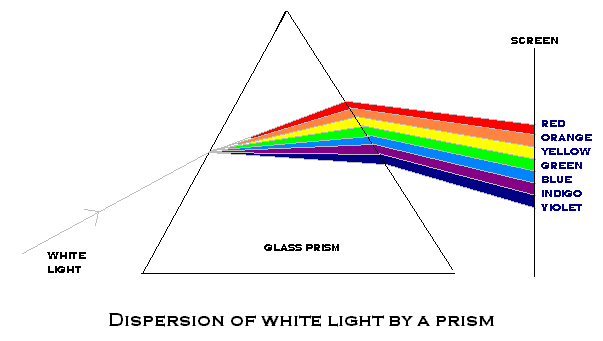 SCREEN
RED
ORANGE
YELLOW
GREEN
BLUE
INDIGO
VIOLET
GLASS PRISM
WHITE
LIGHT
DISPERSION OF WHITE LIGHT BY A PRISM